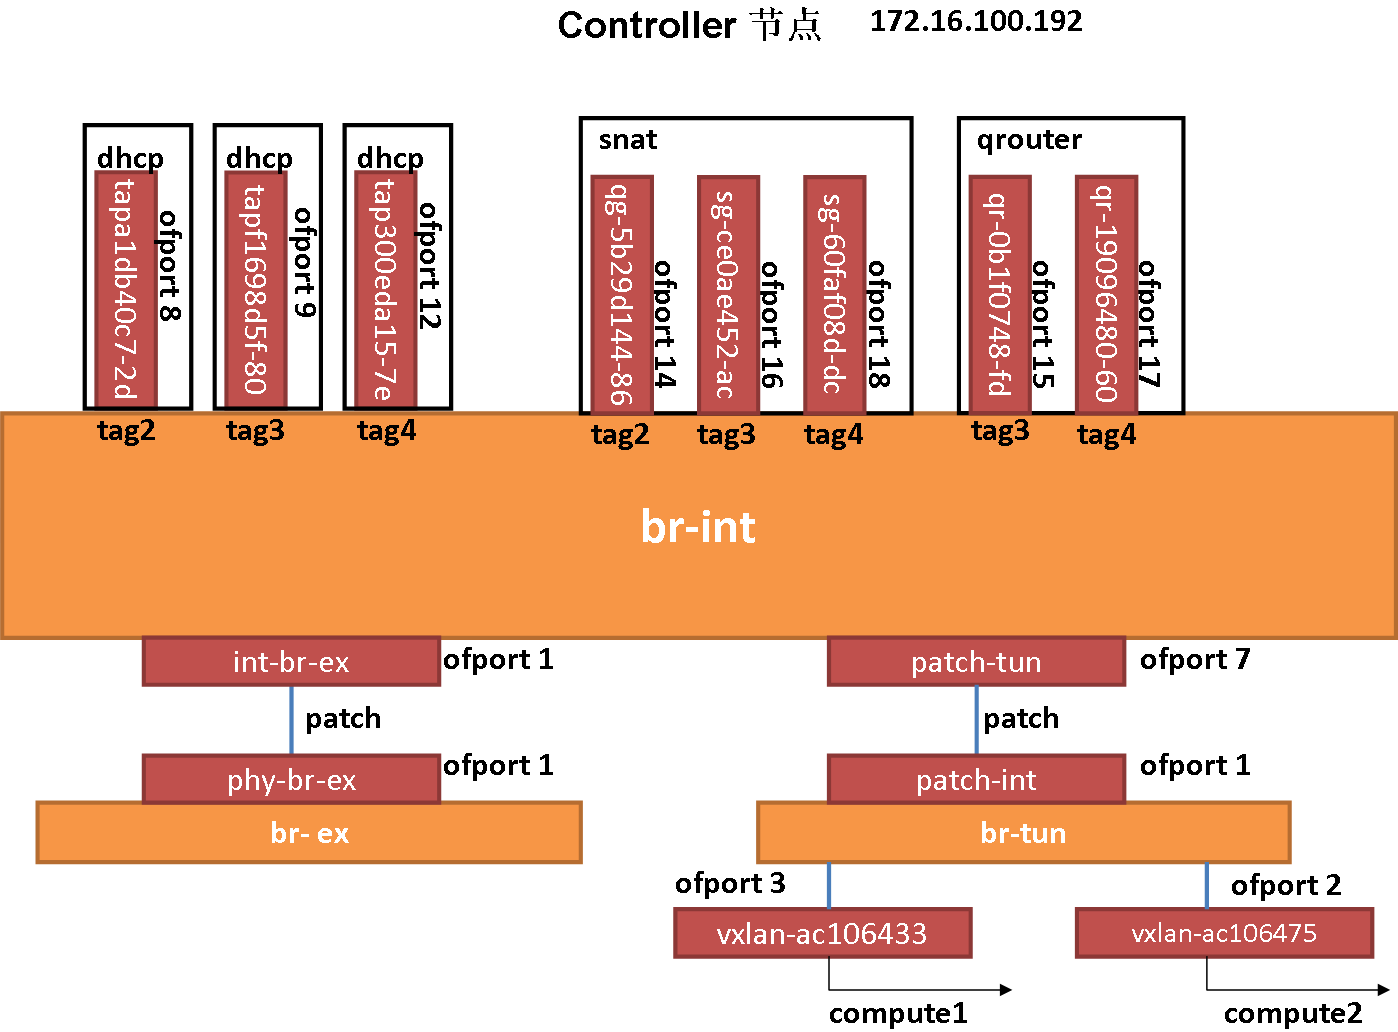 Controller 节点 172.16.100.192
dhcp
tapa1db40c7-2d
ofport 8
tag2
dhcp
tapf1698d5f-80
ofport 9
tag3
dhcp
tap300eda15-7e
ofport 12
tag4
snat
qg-5b29d144-86
ofport 14
tag2
sg-ce0ae452-ac
ofport 16
tag3
sg-60faf08d-dc
ofport 18
tag4
qrouter
qr-0b1f0748-fd
ofport 15
tag3
qr-19096480-60
ofport 17
tag4
br-int
int-br-ex
ofport 1
patch
phy-br-ex
ofport 1
br- ex
patch-tun
ofport 7
patch
patch-int
ofport 1
br-tun
ofport 3
vxlan-ac106433
compute1
ofport 2
vxlan-ac106475
compute2